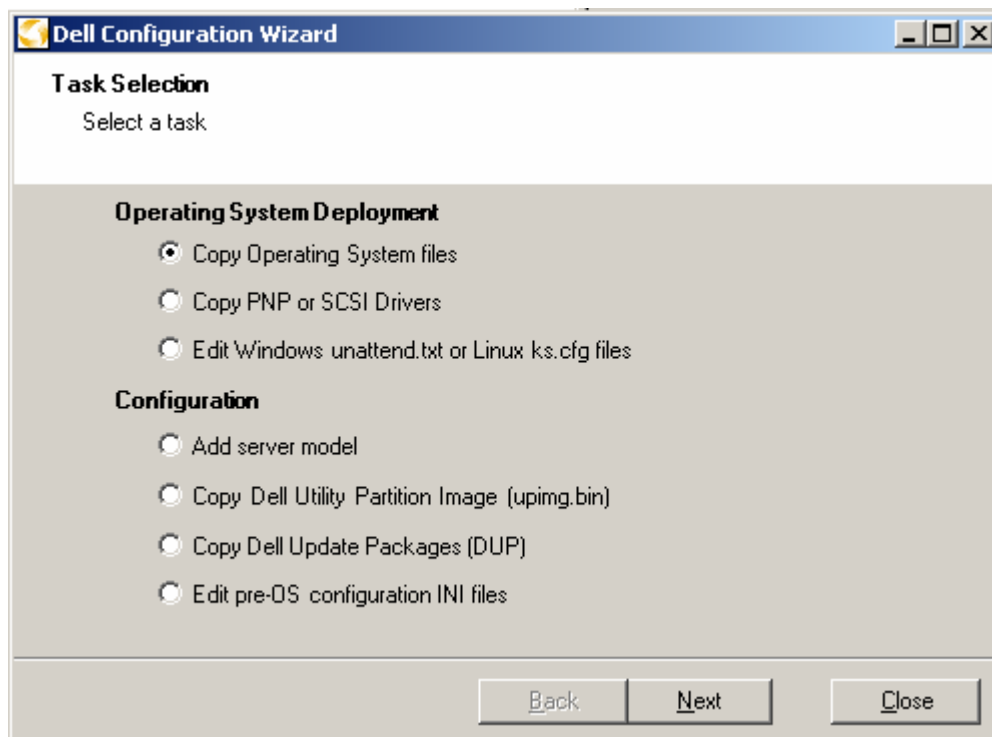 Dell Configuration Wizard
Task Selection
Select a task
Operating System Deployment
Copy Operating System files
Copy PNP or SCSI Drivers
Edit Windows unattend.txt or Linux ks.cfg files
Configuration
Add server model
Copy Dell Utility Partition Image (upimg.bin)
Copy Dell Update Packages (DUP)
Edit pre-OS configuration INI files
Back Next Close